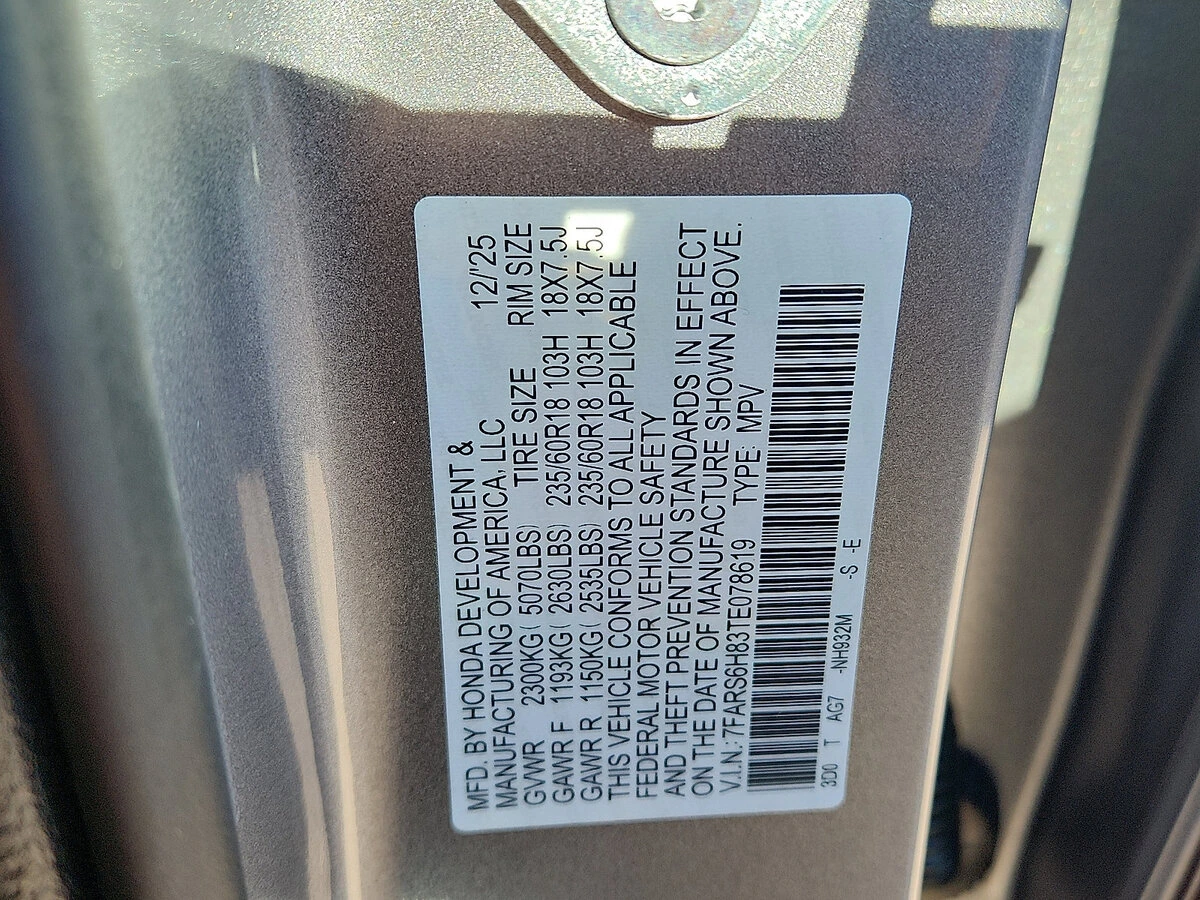 MFD. BY HONDA DEVELOPMENT &
MANUFACTURING OF AMERICA, LLC 12/'25
GVWR 2300KG( 5070LBS) TIRE SIZE RIM SIZE
GAWR F 1193KG( 2630LBS) 235/60R18 103H 18X7.5J
GAWR R 1150KG( 2535LBS) 235/60R18 103H 18X7.5J
THIS VEHICLE CONFORMS TO ALL APPLICABLE
FEDERAL MOTOR VEHICLE SAFETY
AND THEFT PREVENTION STANDARDS IN EFFECT
ON THE DATE OF MANUFACTURE SHOWN ABOVE.
V.I.N.: 7FARS6H83TE078619 TYPE: MPV
3D0 T AG7 -NH932M -S -E